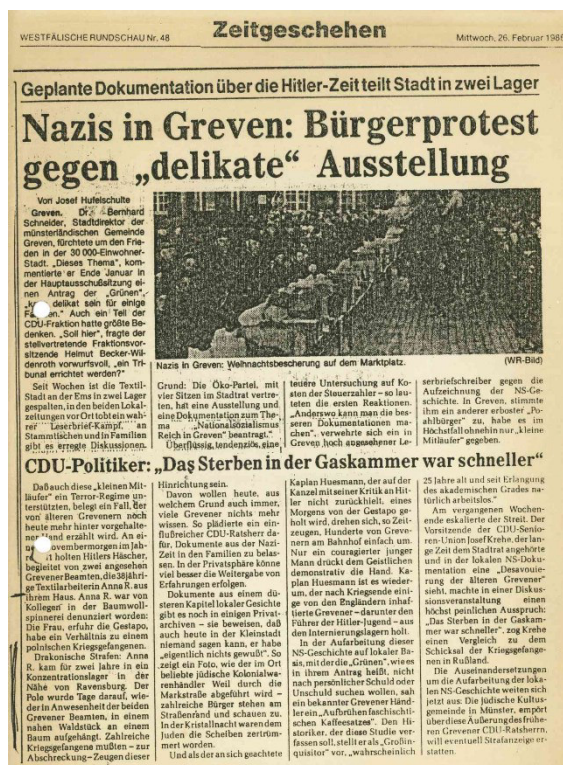 WESTFÄLISCHE RUNDSCHAU Nr. 48
Zeitgeschehen
Mittwoch, 26. Februar 198
Geplante Dokumentation über die Hitler-Zeit teilt Stadt in zwei Lager
Nazis in Greven: Bürgerprotest
gegen „delikate“ Ausstellung
Von Josef Hufelschulte
Greven. Dr. Bernhard
Schneider, Stadtdirektor der
münsterländischen Gemeinde
Greven, fürchtete um den Frie-
den in der 30 000-Einwohner-
Stadt. „Dieses Thema“, kom-
mentierte er Ende Januar in
der Hauptausschußsitzung ei-
nen Antrag der „Grünen“,
delikat sein für einige
Auch ein Teil der
CDU-Fraktion hatte größte Be-
denken. „Soll hier“, fragte der
stellvertretende Fraktionsvor-
sitzende Helmut Becker-Wil-
denroth vorwurfsvoll, „ein Tri-
bunal errichtet werden?“
Seit Wochen ist die Textil-
Stadt an der Ems in zwei Lager
gespalten, in den beiden Lokal-
zeitungen vor Ort tobt ein wah-
rer Leserbrief-Kampf, an
Stammtischen und in Familien
gibt es erregte Diskussionen.
Nazis in Greven: Weihnachtsbescherung auf dem Marktplatz.
(WR-Bild)
Grund: Die Öko-Partei, mit
vier Sitzen im Stadtrat vertre-
ten, hat eine Ausstellung und
eine Dokumentation zum The-
ma „Nationalsozialismus
Reich in Greven“ beantragt.
Überflüssig, tendenziös, eine
teuere Untersuchung auf Ko-
sten der Steuerzahler – so lau-
teten die ersten Reaktionen.
„Anderswo kann man die bes-
seren Dokumentationen ma-
chen“, verwehrte sich ein in
Greven hoch angesehener Le-
serbriefschreiber gegen die
Aufzeichnung der NS-Ge-
schichte. In Greven, stimmte
ihm ein anderer erboster „Po-
ahlbürger“ zu, habe es im
Höchstfall ohnehin nur „kleine
Mitläufer“ gegeben.
CDU-Politiker: „Das Sterben in der Gaskammer war schneller“
Daß auch diese „kleinen Mit-
läufer“ ein Terror-Regime un-
terstützten, belegt ein Fall, der
von älteren Grevenern noch
heute mehr hinter vorgehalte-
ner erzählt wird. An ei-
Novembermorgen im Jah-
holten Hitlers Häscher,
begleitet von zwei angesehen
Grevener Beamten, die 38jähri-
ge Textilarbeiterin Anna R. aus
ihrem Haus. Anna R. war von
Kollegen in der Baumwoll-
spinnerei denunziert worden:
Die Frau, erfuhr die Gestapo,
habe ein Verhältnis zu einem
polnischen Kriegsgefangenen.
Drakonische Strafen: Anna
R. kam für zwei Jahre in ein
Konzentrationslager in der
Nähe von Ravensburg. Der
Pole wurde Tage darauf, wie-
der in Anwesenheit der beiden
Grevener Beamten, in einem
nahen Waldstück an einem
Baum aufgehängt. Zahlreiche
Kriegsgefangene mußten – zur
Abschreckung – Zeugen dieser
Hinrichtung sein.
Davon wollen heute, aus
welchem Grund auch immer,
viele Grevener nichts mehr
wissen. So plädierte ein ein-
flußreicher CDU-Ratsherr da-
für, Dokumente aus der Nazi-
Zeit in den Familien zu belas-
sen. In der Privatsphäre könne
viel besser die Weitergabe von
Erfahrungen erfolgen.
Dokumente aus einem dü-
steren Kapitel lokaler Gesichte
gibt es noch in einigen Privat-
archiven – sie beweisen, daß
auch heute in der Kleinstadt
niemand sagen kann, er habe
„eigentlich nichts gewußt“. So
zeigt ein Foto, wie der im Ort
beliebte jüdische Kolonialwa-
renhändler Weil durch die
Markstraße abgeführt wird –
zahlreiche Bürger stehen am
Straßenrand und schauen zu.
In der Kristallnacht waren dem
Juden die Scheiben zertrüm-
mert worden.
Und als der an sich geachtete
Kaplan Huesmann, der auf der
Kanzel mit seiner Kritik an Hit-
ler nicht zurückhielt, eines
Morgens von der Gestapo ge-
holt wird, drehen sich, so Zeit-
zeugen, Hunderte von Greve-
nern am Bahnhof einfach um.
Nur ein couragierter junger
Mann drückt dem Geistlichen
demonstrativ die Hand. Ka-
plan Huesmann ist es wieder-
um, der nach Kriegsende eini-
ge von den Engländern inhaf-
tierte Grevener – darunter den
Führer der Hitler-Jugend – aus
den Internierungslagern holt.
In der Aufarbeitung dieser
NS-Geschichte auf lokaler Ba-
sis, mit der die „Grünen“, wie es
in ihrem Antrag heißt, nicht
nach persönlicher Schuld oder
Unschuld suchen wollen, sah
ein bekannter Grevener Händ-
ler ein „Aufbrühen faschistisch-
chen Kaffeesatzes“. Den Hi-
storiker, der diese Studie ver-
fassen soll, stellt er als „Großin-
quisitor“ vor, „wahrscheinlich
25 Jahre alt und seit Erlangung
des akademischen Grades na-
türlich arbeitslos.“
Am vergangenen Wochen-
ende eskalierte der Streit. Der
Vorsitzende der CDU-Senio-
ren-Union Josef Krehe, der lan-
ge Zeit dem Stadtrat angehörte
und in der lokalen NS-Doku-
mentation eine „Desavouie-
rung der älteren Grevener“
sieht, machte in einer Diskus-
sionsveranstaltung einen
höchst peinlichen Ausspruch:
„Das Sterben in der Gaskam-
mer war schneller“, zog Krehe
einen Vergleich zu dem
Schicksal der Kriegsgefange-
nen in Rußland.
Die Auseinandersetzungen
um die Aufarbeitung der loka-
len NS-Geschichte weiten sich
jetzt aus: Die jüdische Kultus-
gemeinde in Münster, empört
über diese Äußerung des frühe-
ren Grevener CDU-Ratsherrn,
will eventuell Strafanzeige er-
statten.